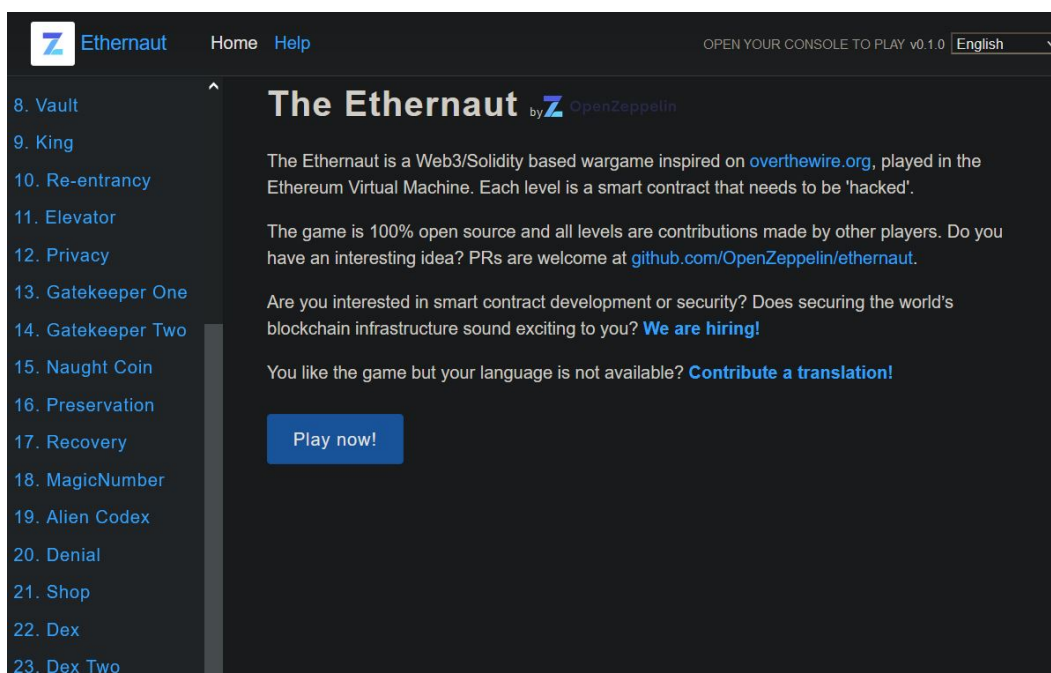 Ethernaut Home Help OPEN YOUR CONSOLE TO PLAY v0.1.0 English
8. Vault
9. King
10. Re-entrancy
11. Elevator
12. Privacy
13. Gatekeeper One
14. Gatekeeper Two
15. Naught Coin
16. Preservation
17. Recovery
18. MagicNumber
19. Alien Codex
20. Denial
21. Shop
22. Dex
23. Dex Two
The Ethernaut by OpenZeppelin
The Ethernaut is a Web3/Solidity based wargame inspired on overthewire.org, played in the
Ethereum Virtual Machine. Each level is a smart contract that needs to be 'hacked'.
The game is 100% open source and all levels are contributions made by other players. Do you
have an interesting idea? PRs are welcome at github.com/OpenZeppelin/ethernaut.
Are you interested in smart contract development or security? Does securing the world's
blockchain infrastructure sound exciting to you? We are hiring!
You like the game but your language is not available? Contribute a translation!
Play now!